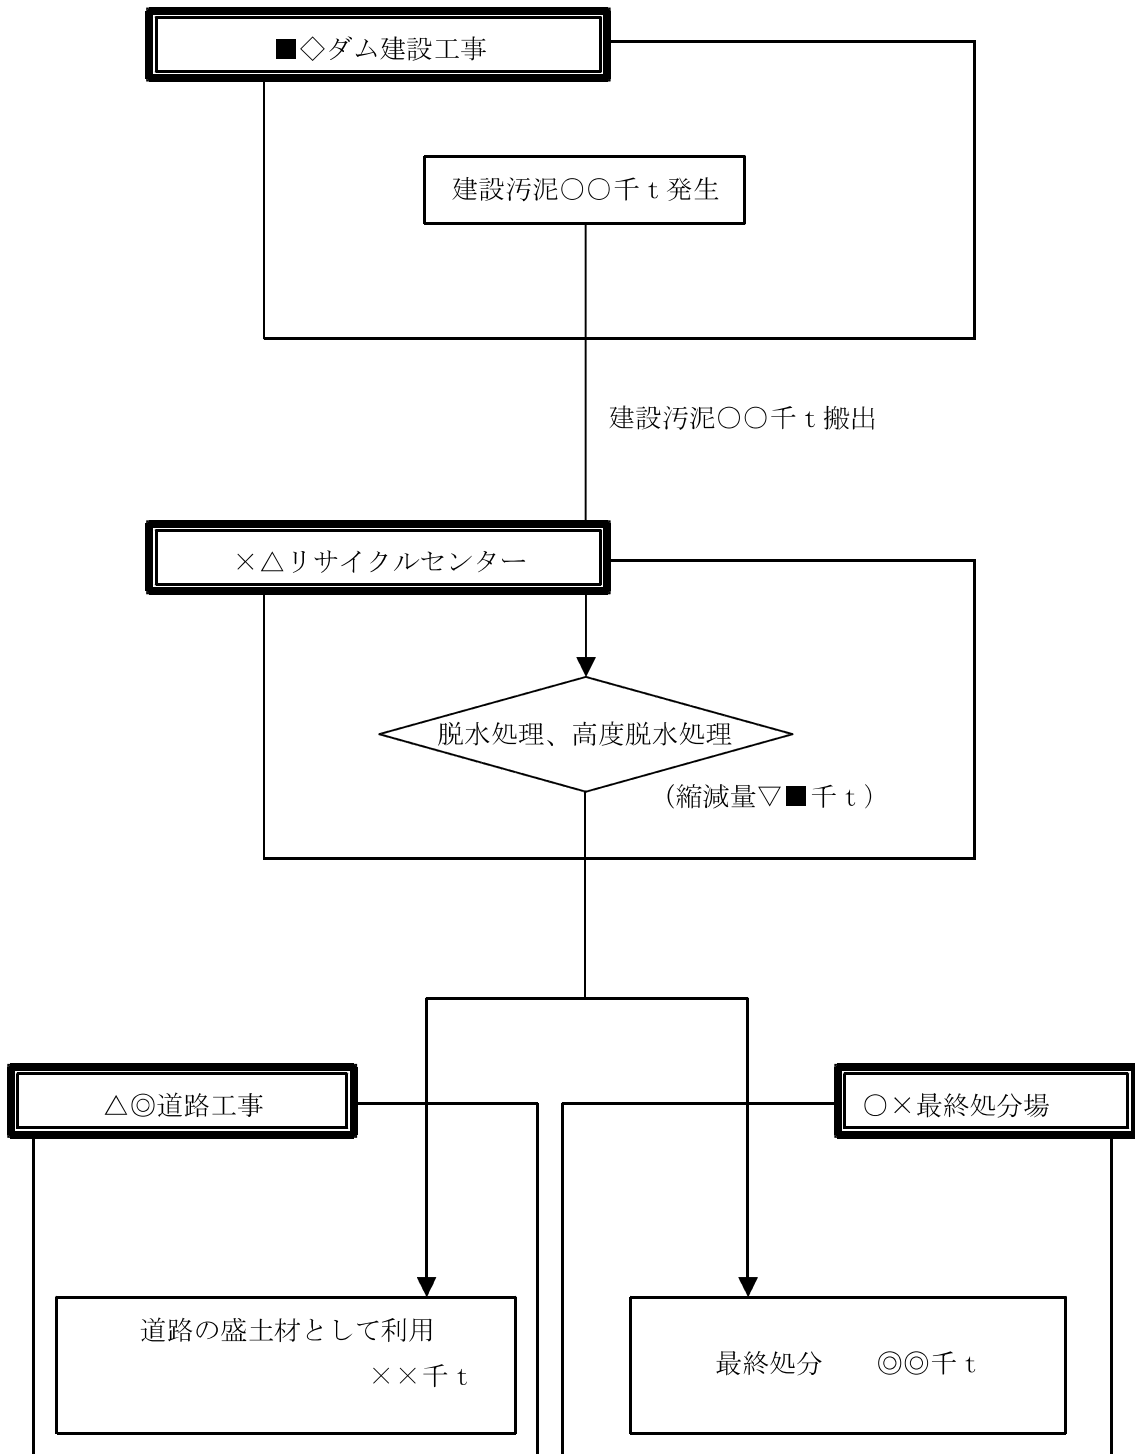 ■◇ダム建設工事
建設汚泥○○千ｔ発生
建設汚泥○○千ｔ搬出
×△リサイクルセンター
脱水処理、高度脱水処理
（縮減量▽■千ｔ）
△◎道路工事
○×最終処分場
道路の盛土材として利用
××千ｔ
最終処分　　◎◎千ｔ